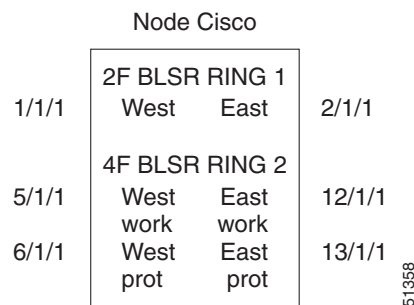 Node Cisco
2F BLSR RING 1
1/1/1 West East 2/1/1
4F BLSR RING 2
5/1/1 West East 12/1/1
work work
6/1/1 West East 13/1/1
prot prot
51358